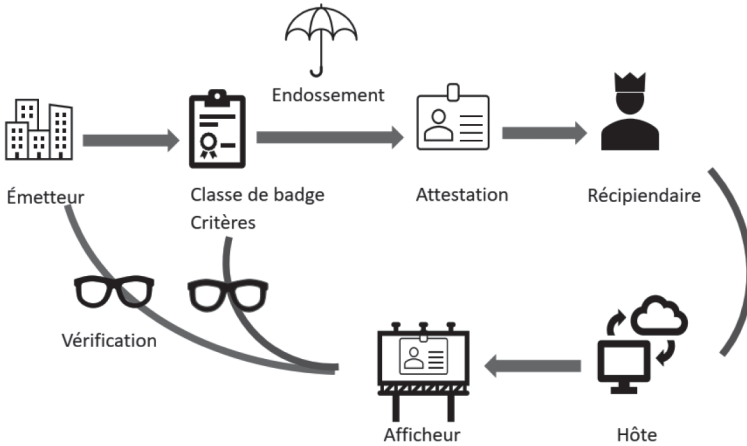 Endossement
Émetteur
Classe de badge
Critères
Attestation
Récipiendaire
Vérification
Afficheur
Hôte